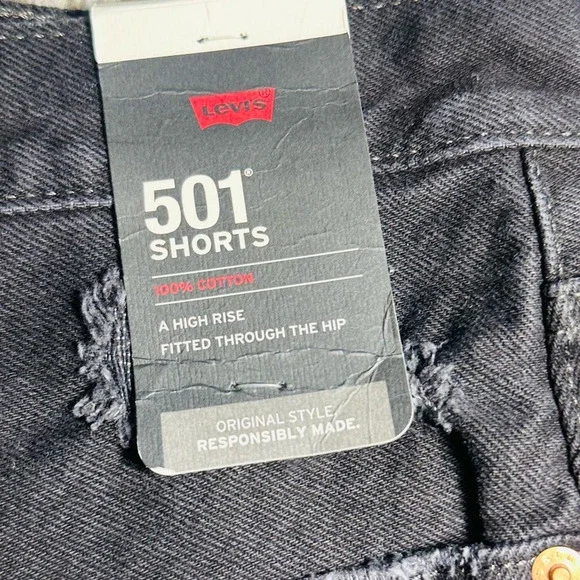 Levi's®
501®
SHORTS
100% COTTON
A HIGH RISE
FITTED THROUGH THE HIP
ORIGINAL STYLE.
RESPONSIBLY MADE.